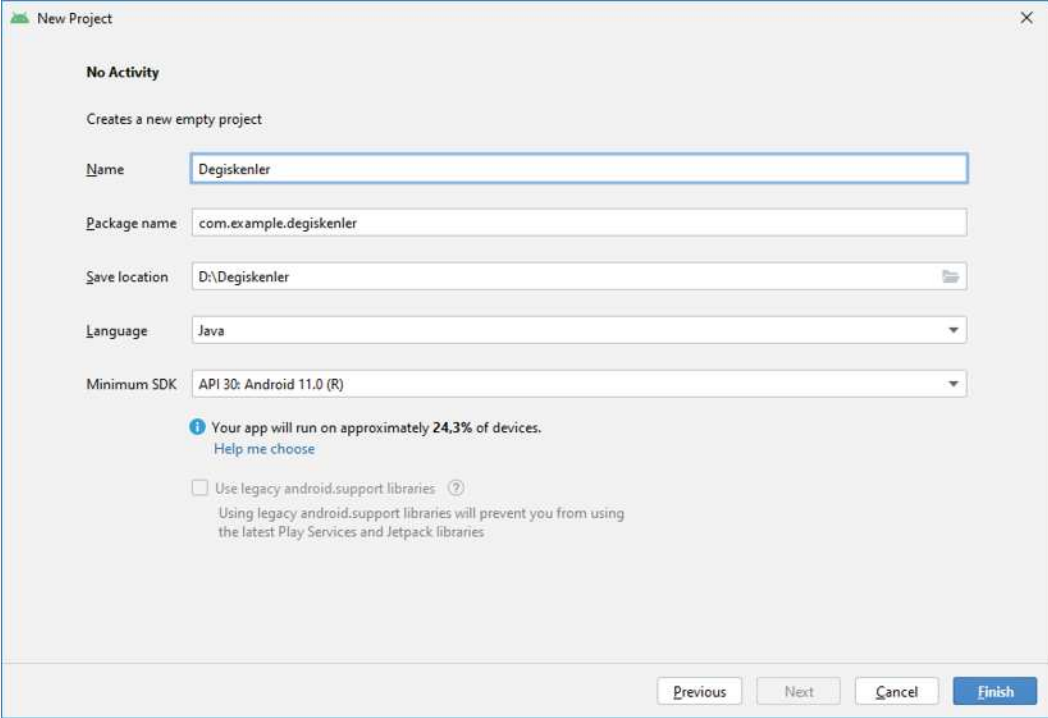 New Project
No Activity
Creates a new empty project
Name Degiskenler
Package name com.example.degiskenler
Save location D:\Degiskenler
Language Java
Minimum SDK API 30: Android 11.0 (R)
Your app will run on approximately 24,3% of devices.
Help me choose
Use legacy android.support libraries ?
Using legacy android.support libraries will prevent you from using
the latest Play Services and Jetpack libraries
Previous Next Cancel Finish